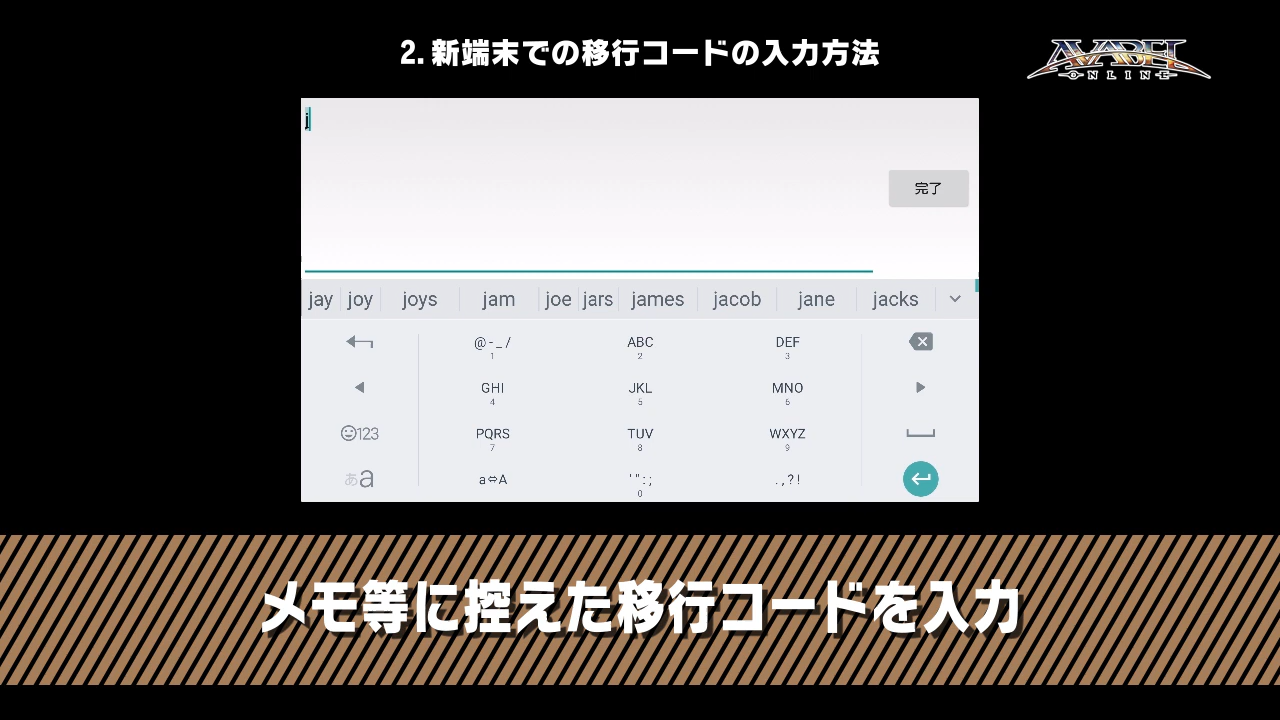 2. 新端末での移行コードの入力方法
AVABEL
ONLINE
j
完了
jay joy joys jam joe jars james jacob jane jacks
@-_/ ABC DEF
1 2 3
GHI JKL MNO
4 5 6
123 PQRS TUV WXYZ
7 8 9
あa a⇔A '":; .,?!
0
メモ等に控えた移行コードを入力